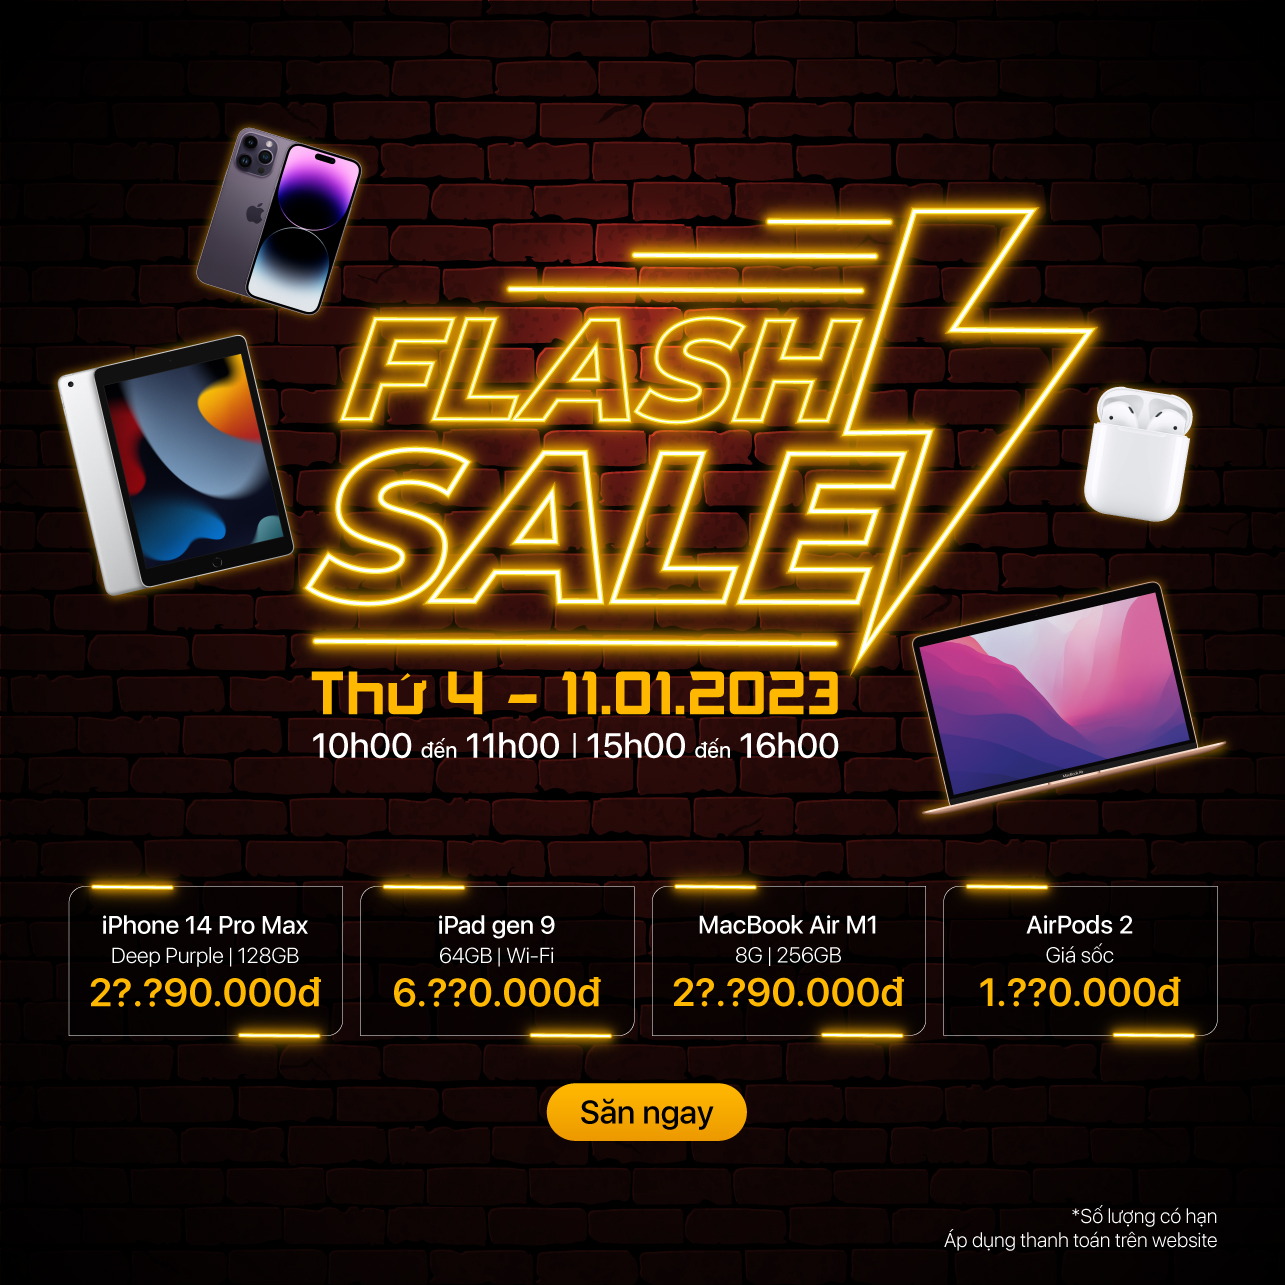 FLASH
SALE
Thứ 4 - 11.01.2023
10h00 đến 11h00 | 15h00 đến 16h00
MacBook Air
iPhone 14 Pro Max
Deep Purple | 128GB
2?.?90.000đ
iPad gen 9
64GB | Wi-Fi
6.??0.000đ
MacBook Air M1
8G | 256GB
2?.?90.000đ
AirPods 2
Giá sốc
1.??0.000đ
Săn ngay
*Số lượng có hạn
Áp dụng thanh toán trên website